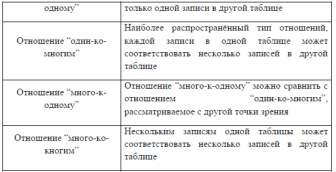 одному”
только одной записи в другой таблице
Отношение “один-ко-
многим”
Наиболее распространённый тип отношений,
каждой записи в одной таблице может
соответствовать несколько записей в другой
таблице
Отношение “много-к-
одному”
Отношение “много-к-одному” можно сравнить с
отношением “один-ко-многим”,
рассматриваемое с другой точки зрения
Отношение “много-ко-
кногим”
Нескольким записям одной таблицы может
соответствовать несколько записей в другой
таблице